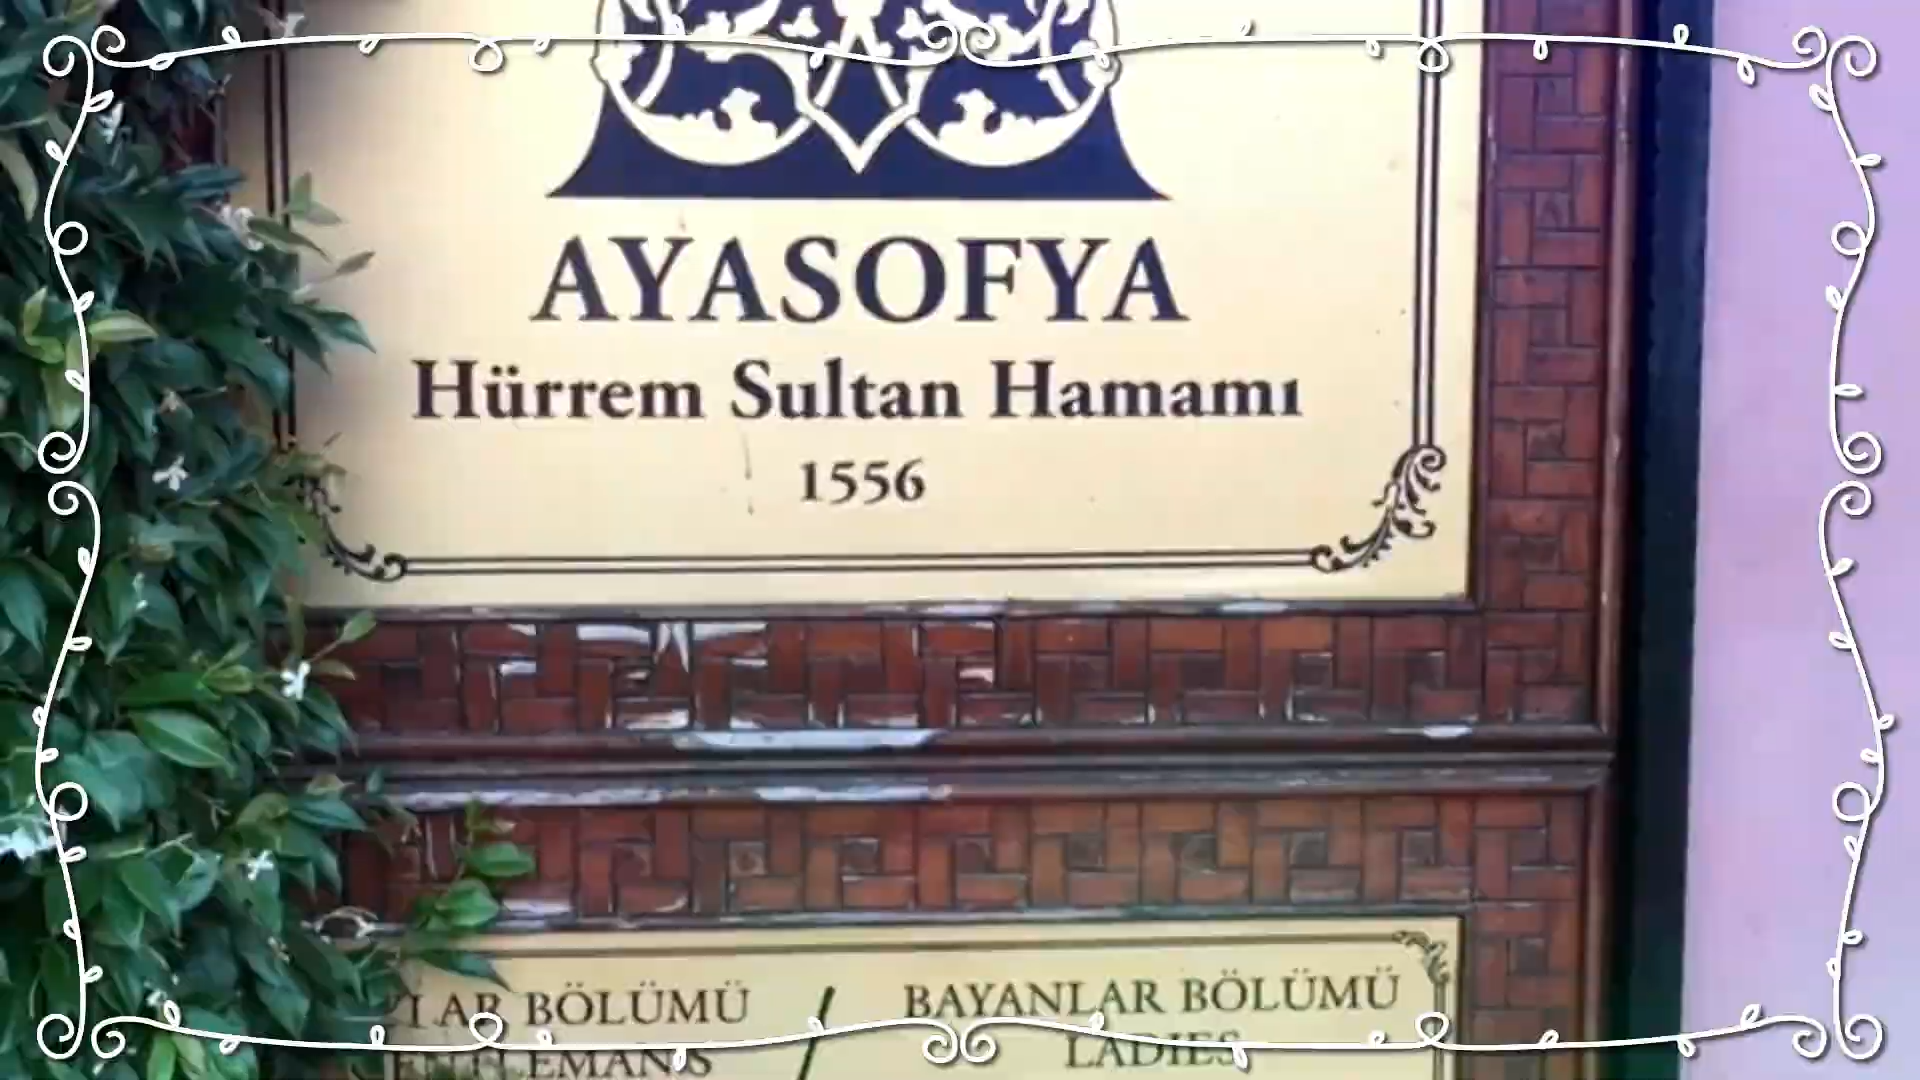 AYASOFYA
Hürrem Sultan Hamamı
1556
BÖLÜMÜ / BAYANLAR BÖLÜMÜ
LADIES